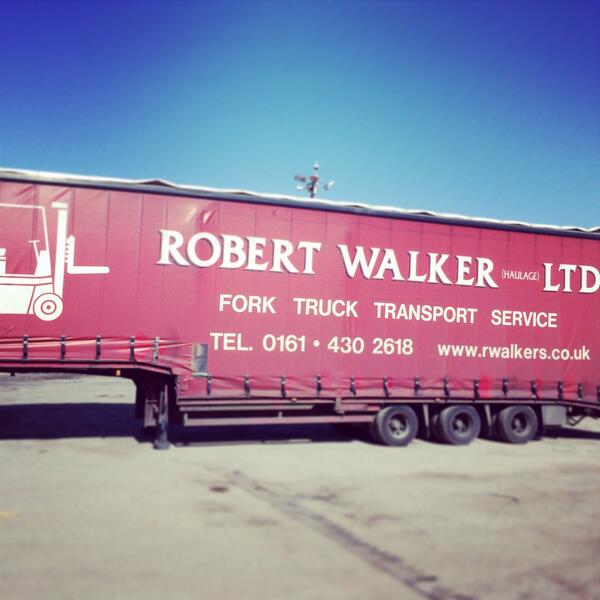 ROBERT WALKER (HAULAGE) LTD
FORK TRUCK TRANSPORT SERVICE
TEL. 0161 • 430 2618 www.rwalkers.co.uk